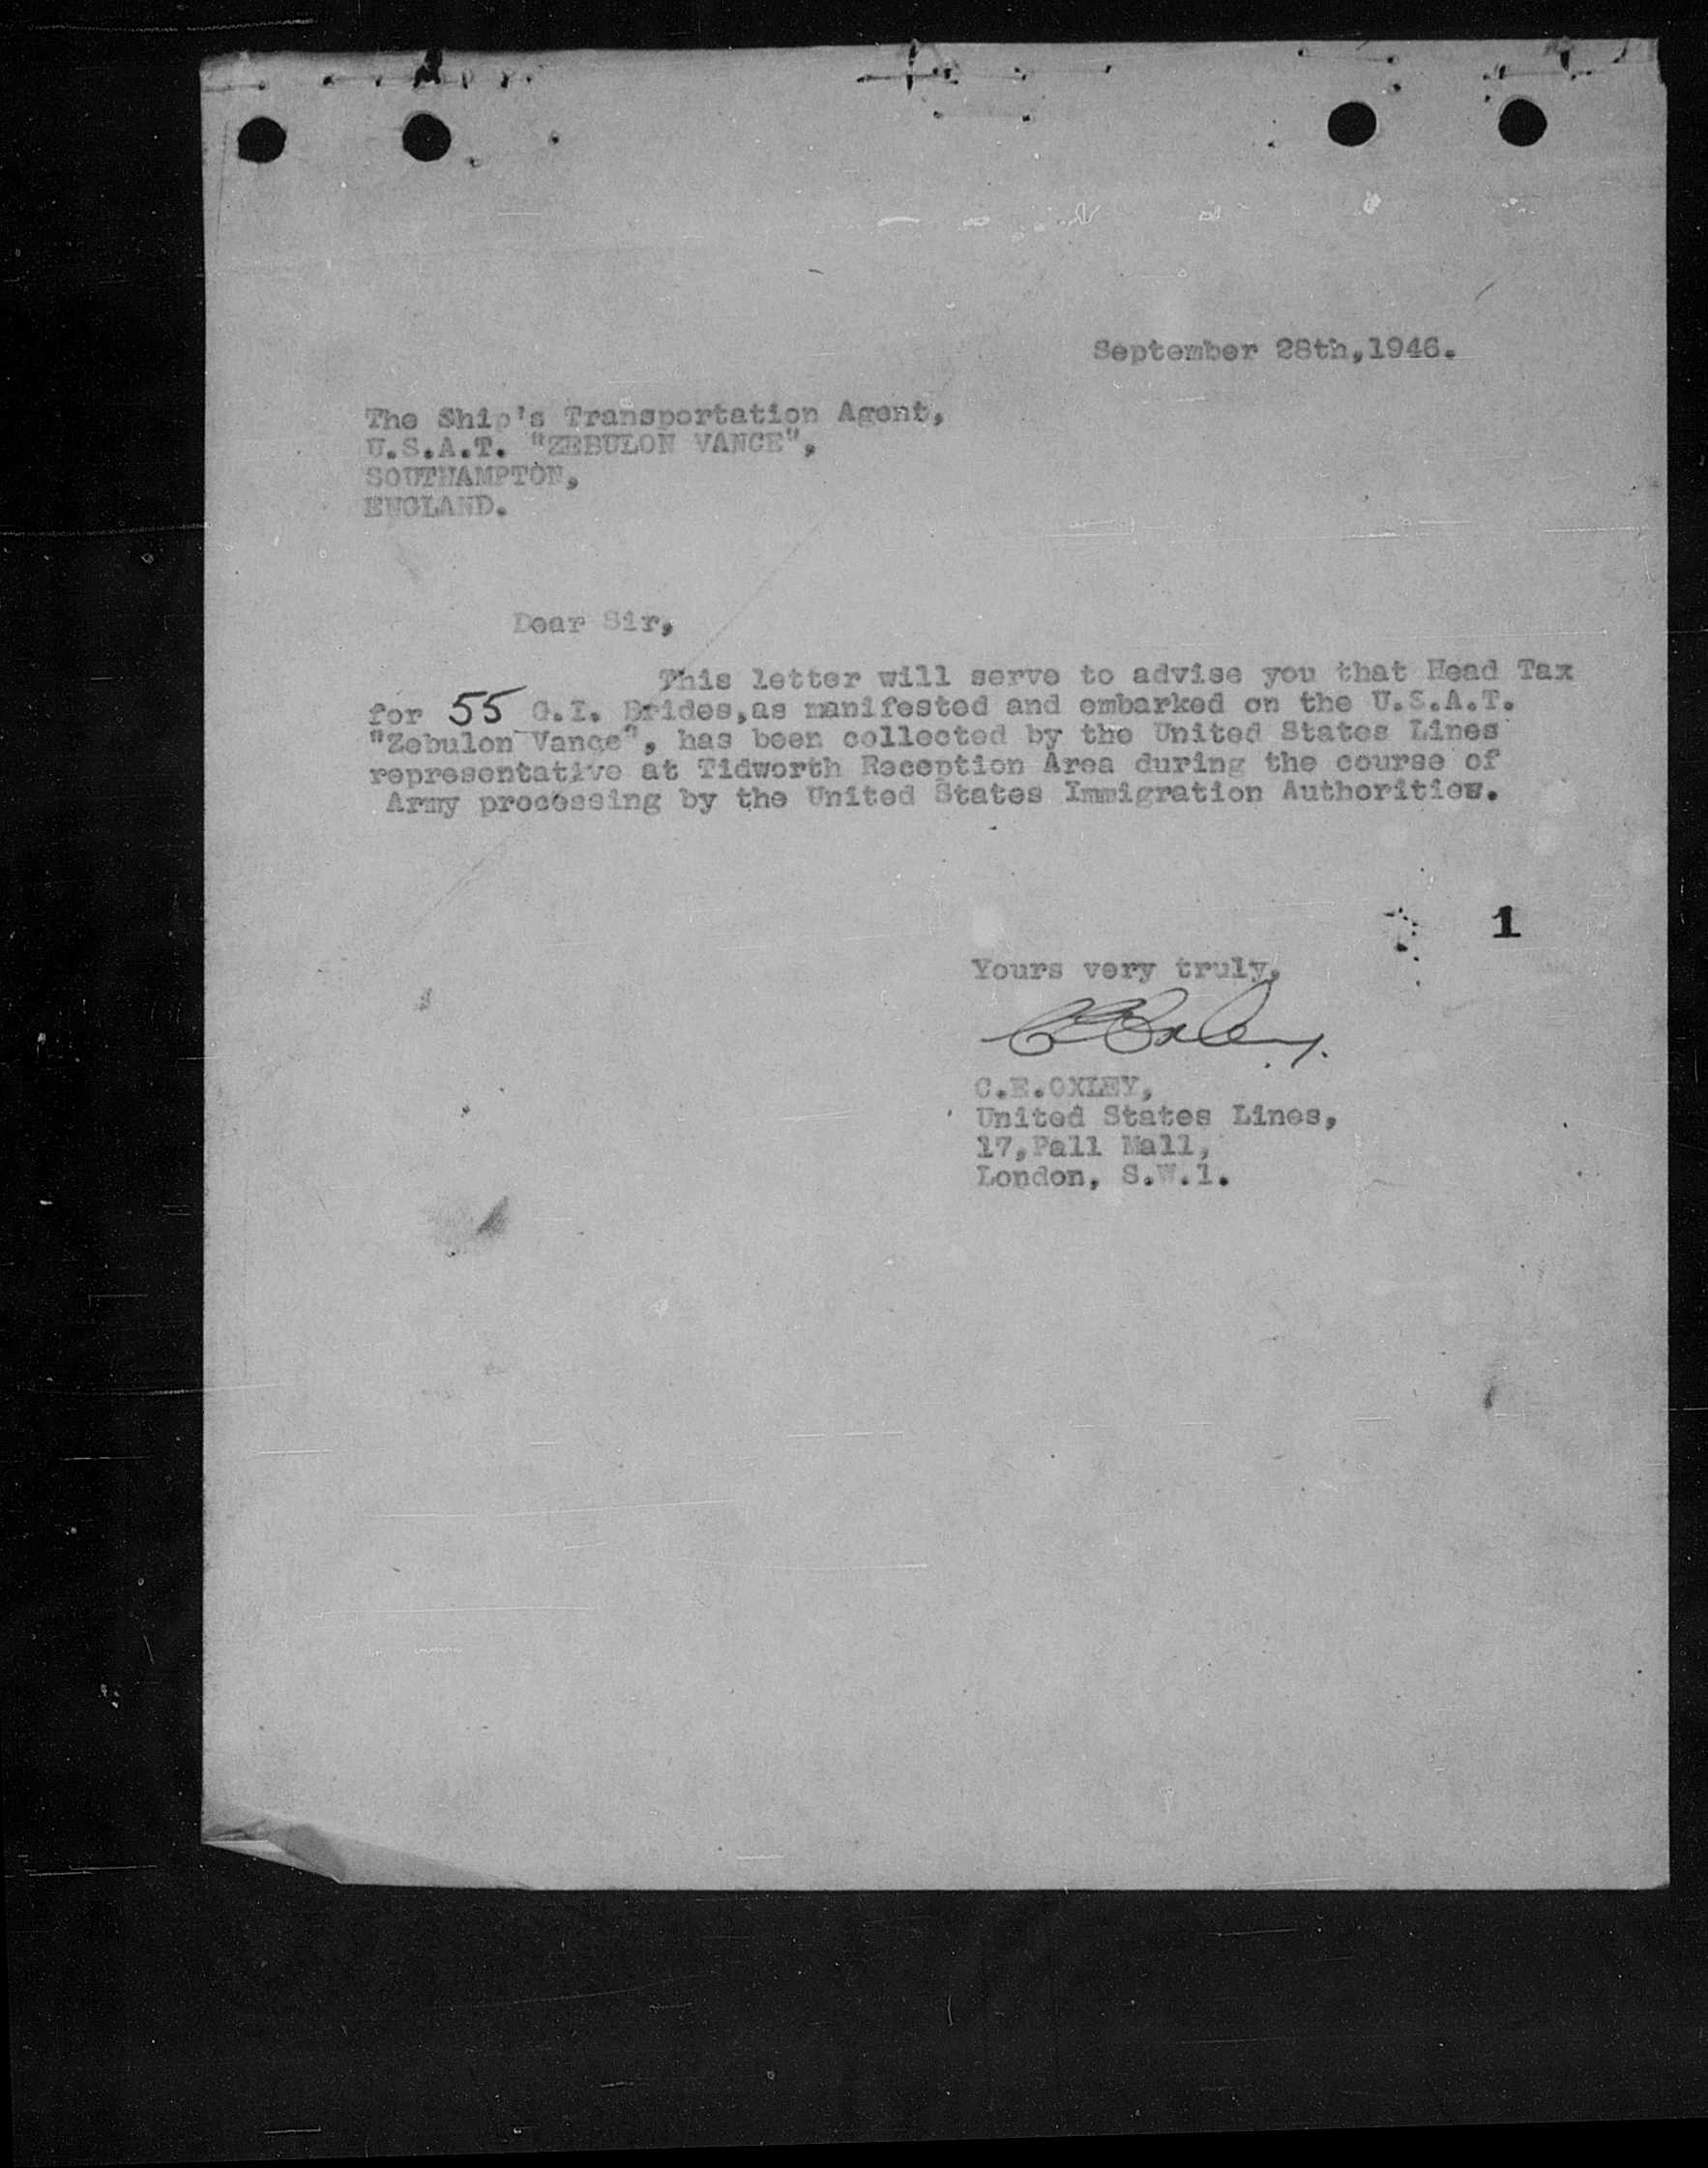 September 28th,1946.
The Ship's Transportation Agent,
U.S.A.T. "ZEBULON VANCE",
SOUTHAMPTON,
ENGLAND.
Dear Sir,
This letter will serve to advise you that Head Tax
for 55 G.I. Brides,as manifested and embarked on the U.S.A.T.
"Zebulon Vance", has been collected by the United States Lines
representative at Tidworth Reception Area during the course of
Army processing by the United States Immigration Authorities.
1
Yours very truly,
C E Oxley.
C.E.OXLEY,
United States Lines,
17,Pall Mall,
London, S.W.1.